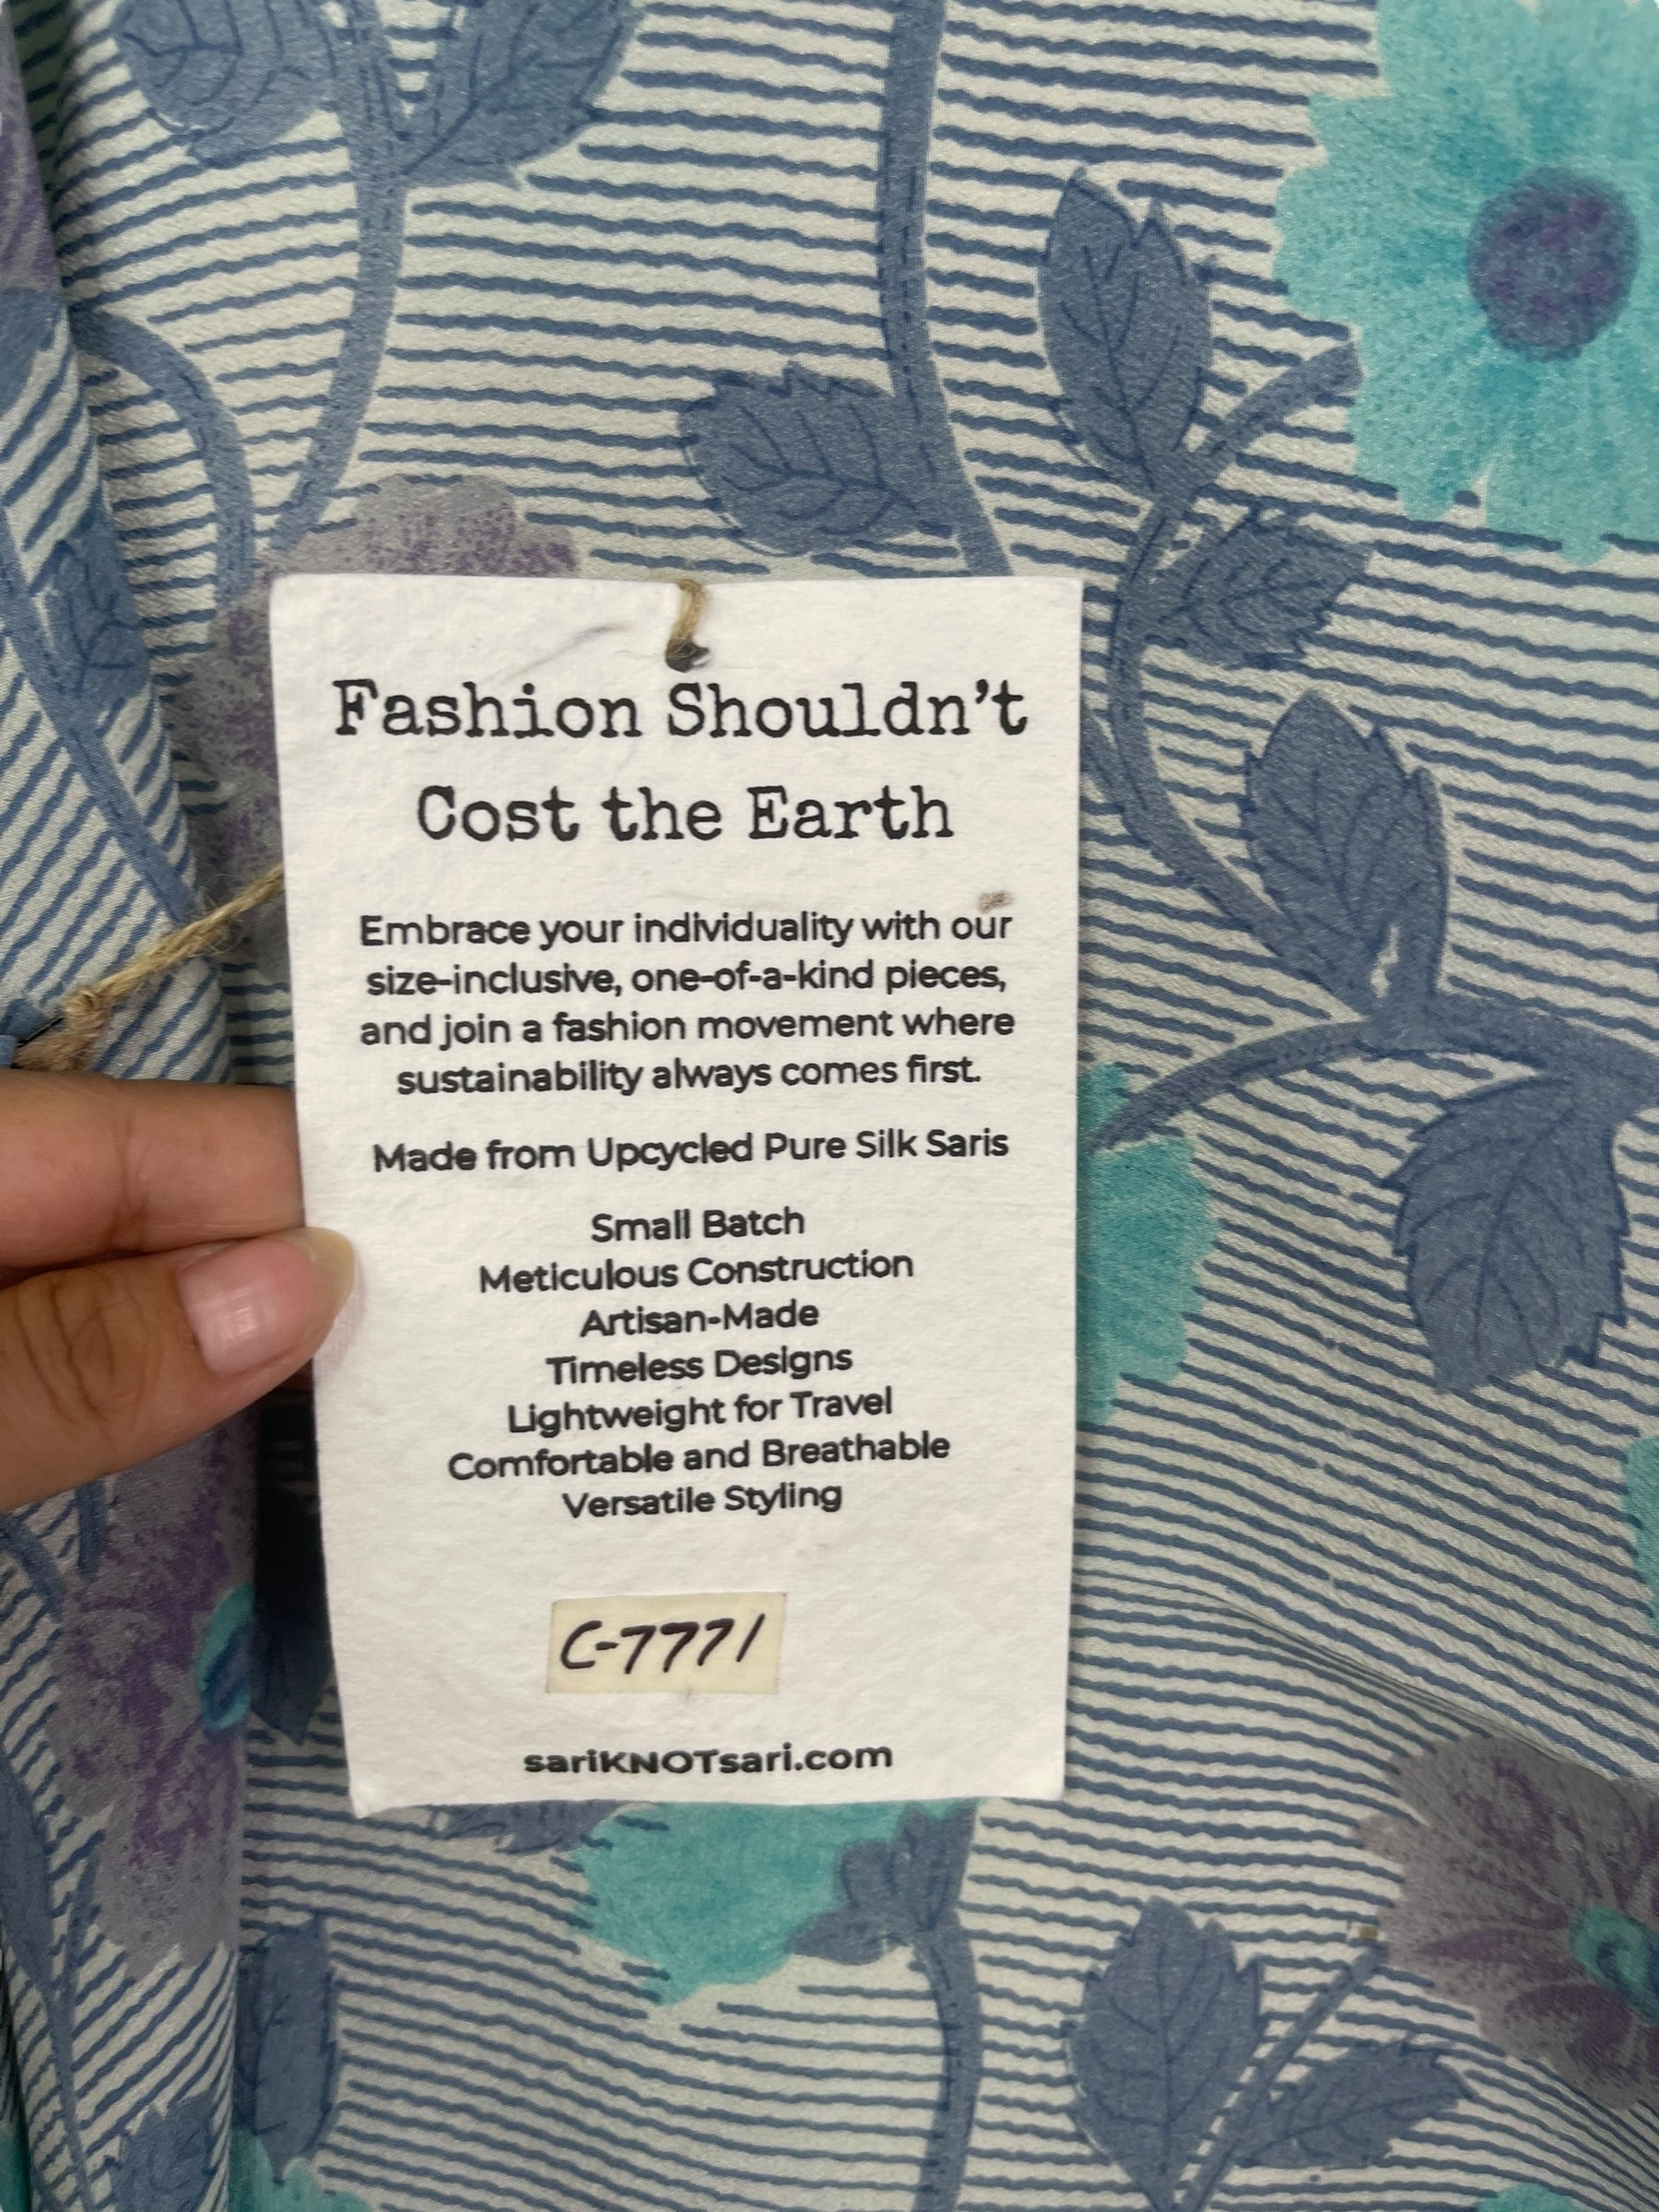 Fashion Shouldn't
Cost the Earth
Embrace your individuality with our
size-inclusive, one-of-a-kind pieces,
and join a fashion movement where
sustainability always comes first.
Made from Upcycled Pure Silk Saris
Small Batch
Meticulous Construction
Artisan-Made
Timeless Designs
Lightweight for Travel
Comfortable and Breathable
Versatile Styling
C-7771
sariKNOTsari.com